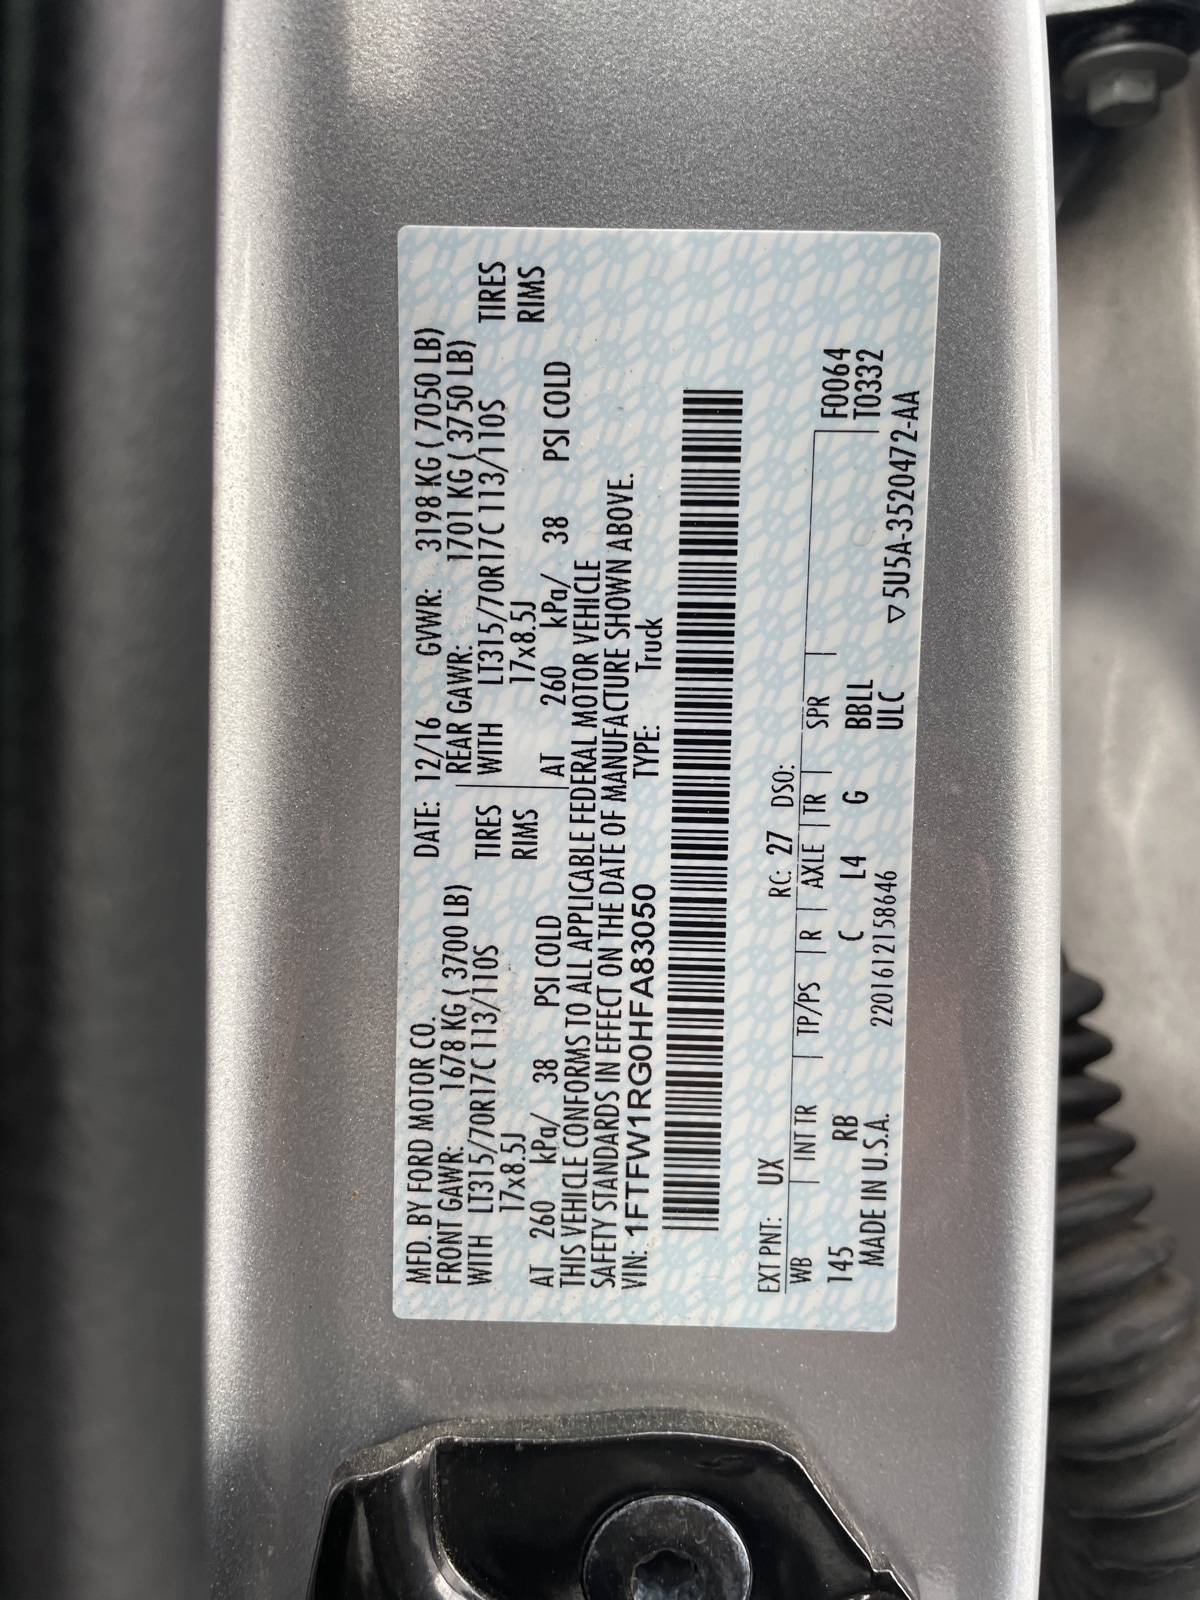 MFD. BY FORD MOTOR CO. DATE: 12/16 GVWR: 3198 KG ( 7050 LB)
FRONT GAWR: 1678 KG ( 3700 LB) REAR GAWR: 1701 KG ( 3750 LB)
WITH LT315/70R17C 113/110S TIRES WITH LT315/70R17C 113/110S TIRES
17x8.5J RIMS 17x8.5J RIMS
AT 260 kPa/ 38 PSI COLD AT 260 kPa/ 38 PSI COLD
THIS VEHICLE CONFORMS TO ALL APPLICABLE FEDERAL MOTOR VEHICLE
SAFETY STANDARDS IN EFFECT ON THE DATE OF MANUFACTURE SHOWN ABOVE.
VIN: 1FTFW1RG0HFA83050 TYPE: Truck
EXT PNT: UX RC: 27 DSO:
WB INT TR TP/PS R AXLE TR SPR F0064
145 RB C L4 G BBLL T0332
MADE IN U.S.A. 2201612158646 ULC ▽5U5A-3520472-AA